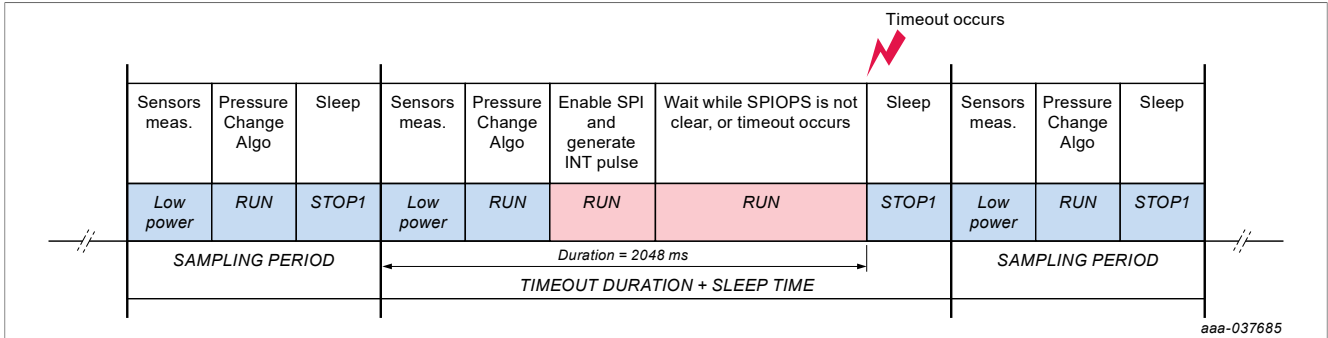 Timeout occurs
Sensors
meas.
Pressure
Change
Algo
Sleep
Sensors
meas.
Pressure
Change
Algo
Enable SPI
and
generate
INT pulse
Wait while SPIOPS is not
clear, or timeout occurs
Sleep
Sensors
meas.
Pressure
Change
Algo
Sleep
Low
power
RUN
STOP1
Low
power
RUN
RUN
RUN
STOP1
Low
power
RUN
STOP1
SAMPLING PERIOD
Duration = 2048 ms
TIMEOUT DURATION + SLEEP TIME
SAMPLING PERIOD
aaa-037685